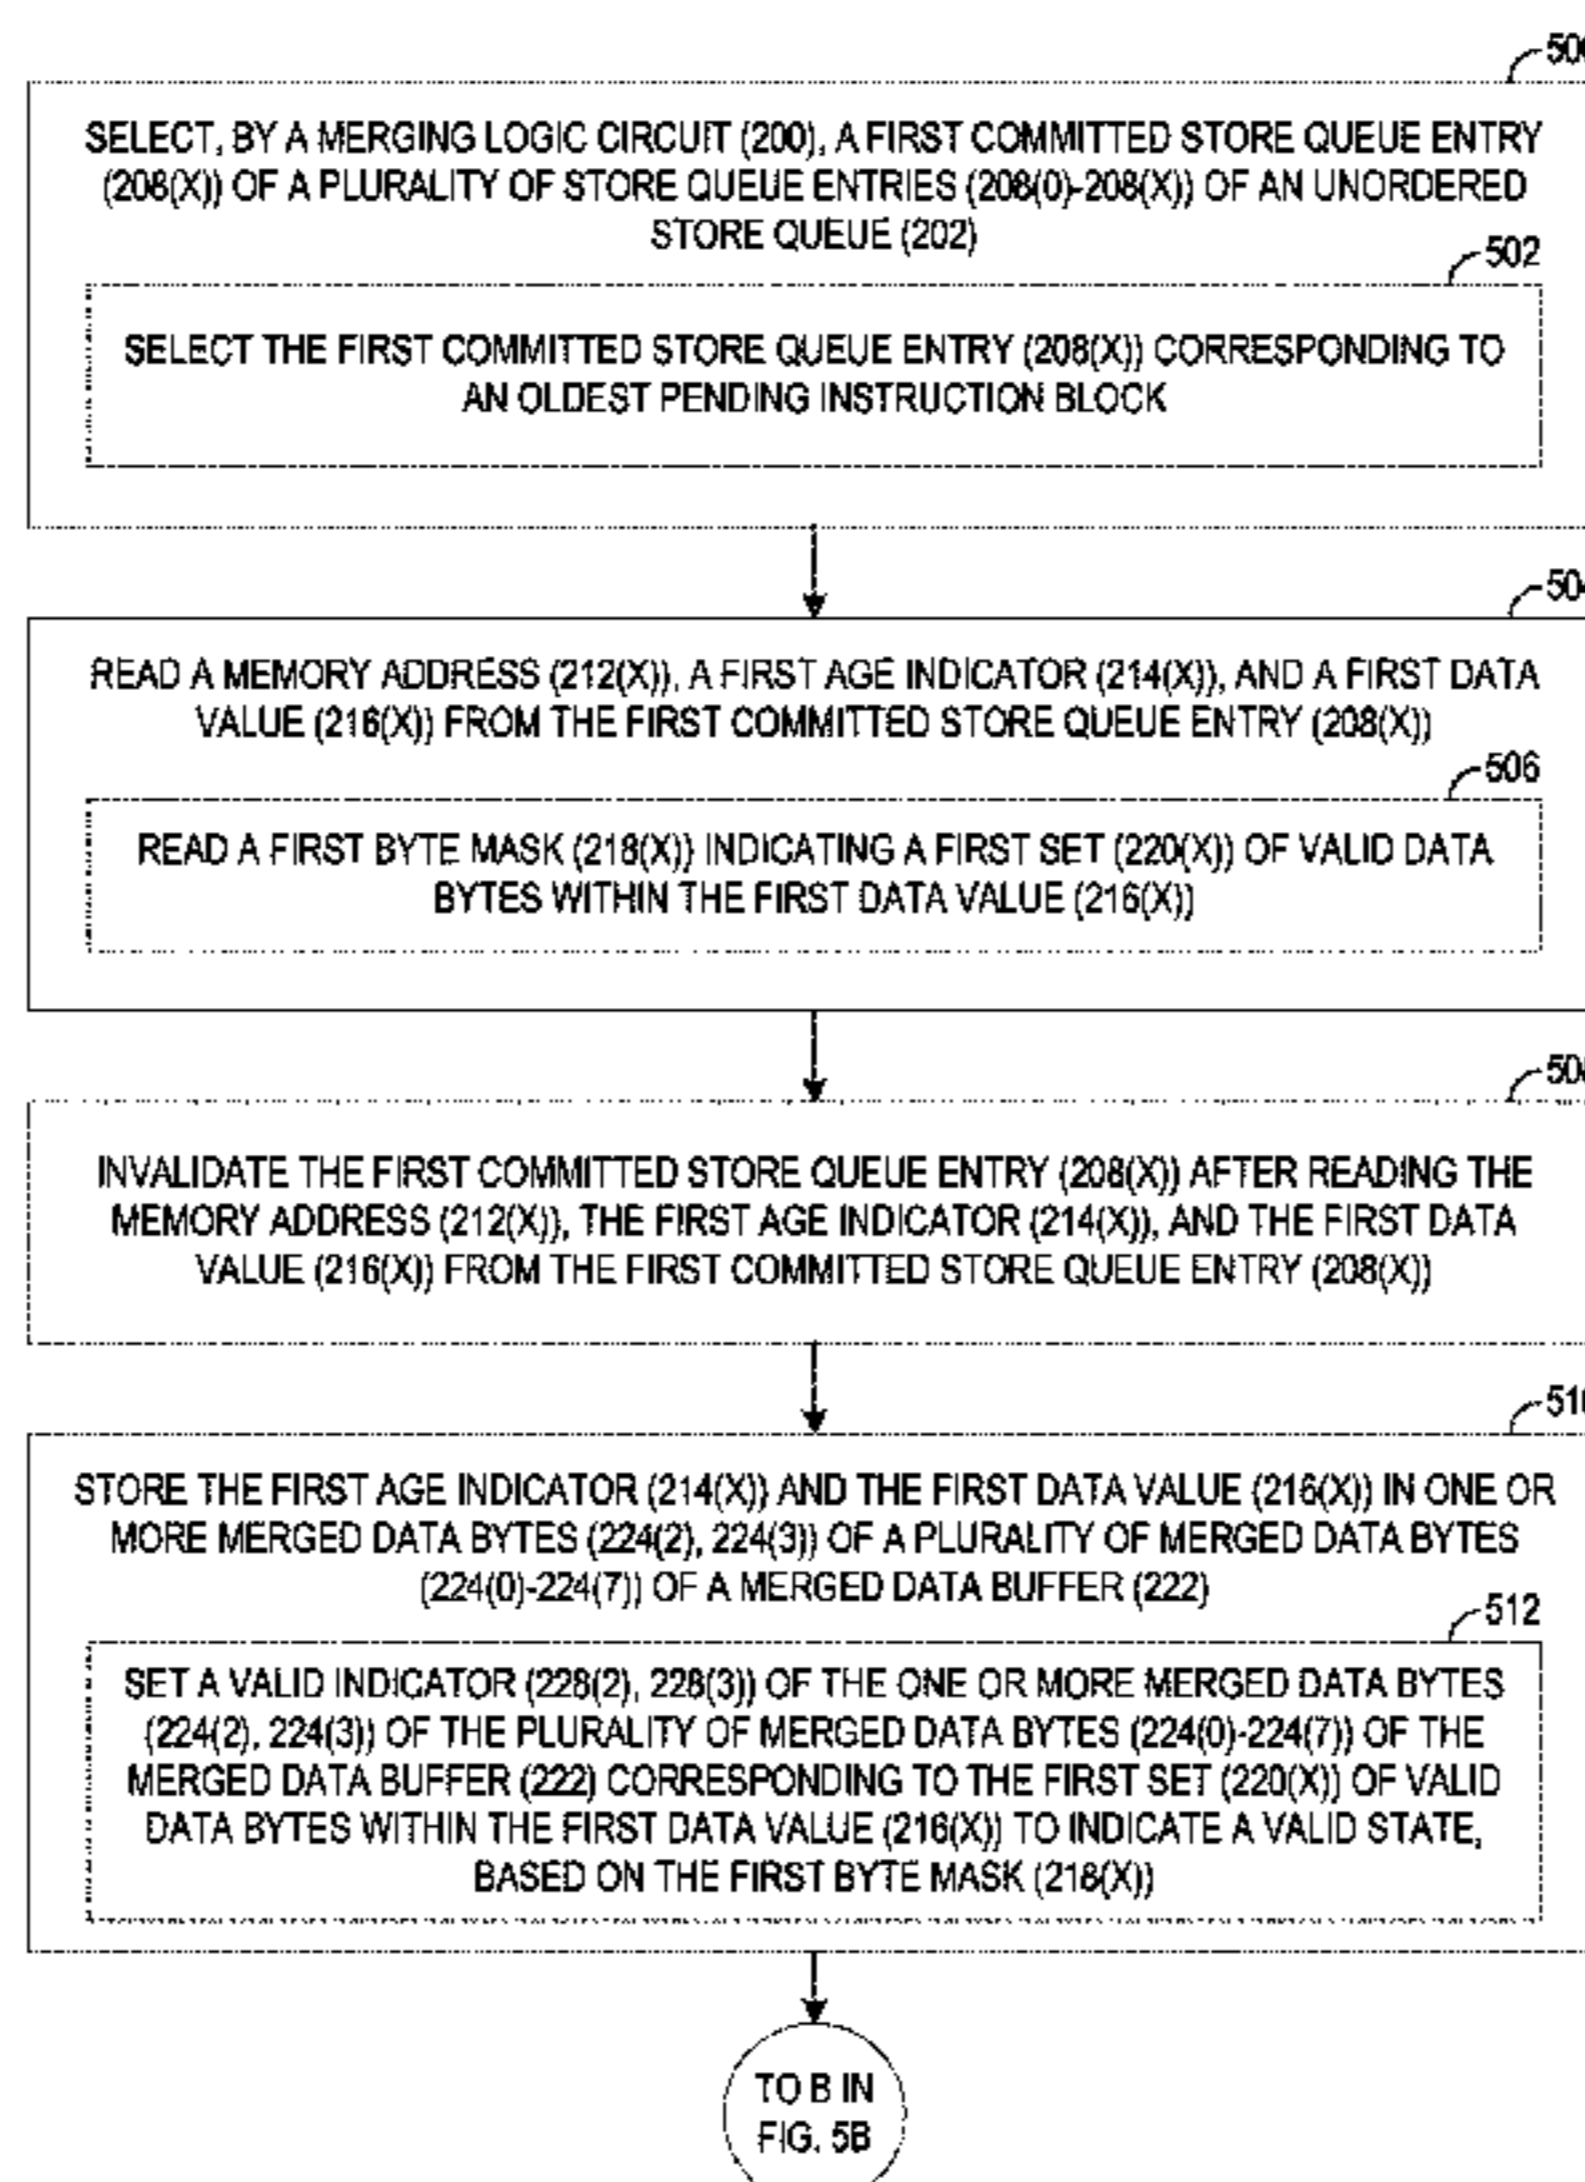 500
SELECT, BY A MERGING LOGIC CIRCUIT (200), A FIRST COMMITTED STORE QUEUE ENTRY
(208(X)) OF A PLURALITY OF STORE QUEUE ENTRIES (208(0)-208(X)) OF AN UNORDERED
STORE QUEUE (202)
502
SELECT THE FIRST COMMITTED STORE QUEUE ENTRY (208(X)) CORRESPONDING TO
AN OLDEST PENDING INSTRUCTION BLOCK
504
READ A MEMORY ADDRESS (212(X)), A FIRST AGE INDICATOR (214(X)), AND A FIRST DATA
VALUE (216(X)) FROM THE FIRST COMMITTED STORE QUEUE ENTRY (208(X))
506
READ A FIRST BYTE MASK (218(X)) INDICATING A FIRST SET (220(X)) OF VALID DATA
BYTES WITHIN THE FIRST DATA VALUE (216(X))
508
INVALIDATE THE FIRST COMMITTED STORE QUEUE ENTRY (208(X)) AFTER READING THE
MEMORY ADDRESS (212(X)), THE FIRST AGE INDICATOR (214(X)), AND THE FIRST DATA
VALUE (216(X)) FROM THE FIRST COMMITTED STORE QUEUE ENTRY (208(X))
510
STORE THE FIRST AGE INDICATOR (214(X)) AND THE FIRST DATA VALUE (216(X)) IN ONE OR
MORE MERGED DATA BYTES (224(2), 224(3)) OF A PLURALITY OF MERGED DATA BYTES
(224(0)-224(7)) OF A MERGED DATA BUFFER (222)
512
SET A VALID INDICATOR (228(2), 228(3)) OF THE ONE OR MORE MERGED DATA BYTES
(224(2), 224(3)) OF THE PLURALITY OF MERGED DATA BYTES (224(0)-224(7)) OF THE
MERGED DATA BUFFER (222) CORRESPONDING TO THE FIRST SET (220(X)) OF VALID
DATA BYTES WITHIN THE FIRST DATA VALUE (216(X)) TO INDICATE A VALID STATE,
BASED ON THE FIRST BYTE MASK (218(X))
TO B IN
FIG. 5B